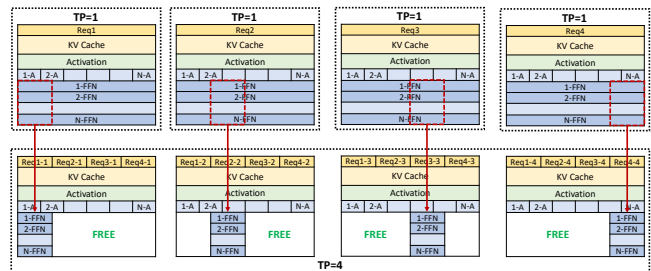 TP=1 TP=1 TP=1 TP=1
Req1 Req2 Req3 Req4
KV Cache KV Cache KV Cache KV Cache
Activation Activation Activation Activation
1-A 2-A N-A 1-A 2-A N-A 1-A 2-A N-A 1-A 2-A N-A
1-FFN 1-FFN 1-FFN 1-FFN
2-FFN 2-FFN 2-FFN 2-FFN
N-FFN N-FFN N-FFN N-FFN
Req1-1 Req2-1 Req3-1 Req4-1 Req1-2 Req2-2 Req3-2 Req4-2 Req1-3 Req2-3 Req3-3 Req4-3 Req1-4 Req2-4 Req3-4 Req4-4
KV Cache KV Cache KV Cache KV Cache
Activation Activation Activation Activation
1-A 2-A N-A 1-A 2-A N-A 1-A 2-A N-A 1-A 2-A N-A
1-FFN 1-FFN 1-FFN 1-FFN
2-FFN 2-FFN 2-FFN 2-FFN
FREE FREE FREE FREE
N-FFN N-FFN N-FFN N-FFN
TP=4